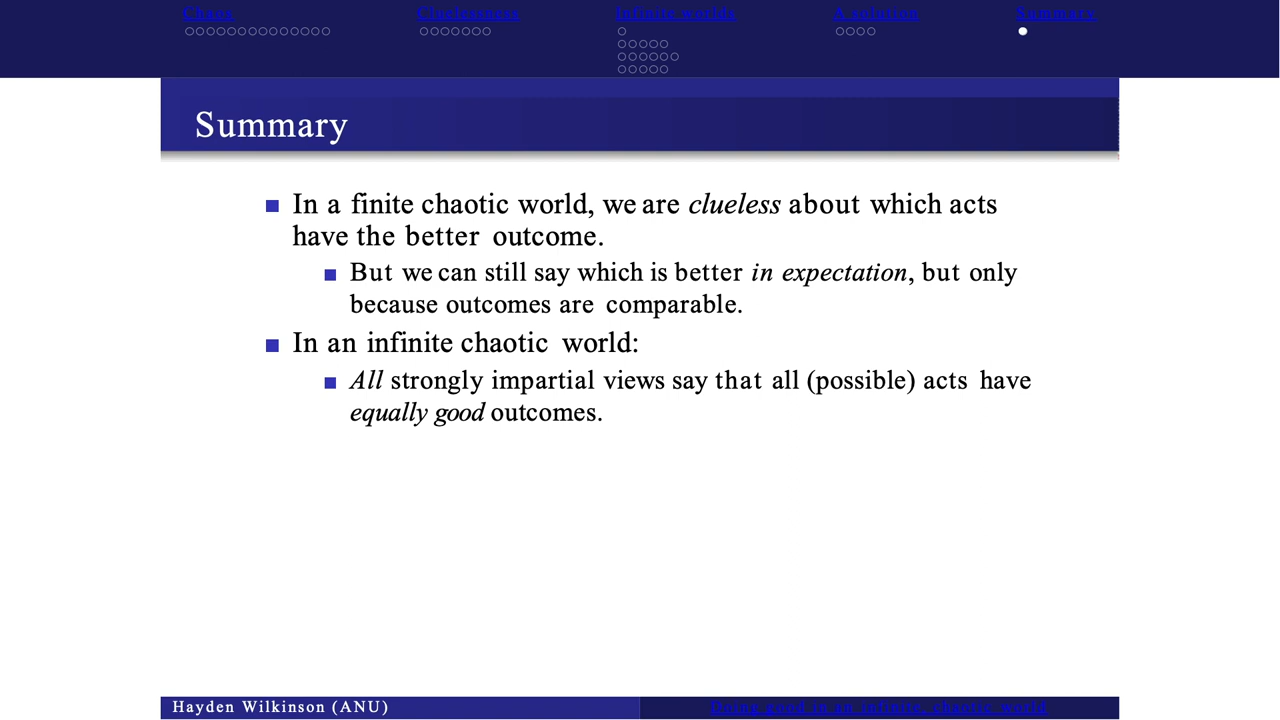 Chaos Cluelessness Infinite worlds A solution Summary
Summary
In a finite chaotic world, we are clueless about which acts
have the better outcome.
But we can still say which is better in expectation, but only
because outcomes are comparable.
In an infinite chaotic world:
All strongly impartial views say that all (possible) acts have
equally good outcomes.
Hayden Wilkinson (ANU) Doing good in an infinite, chaotic world